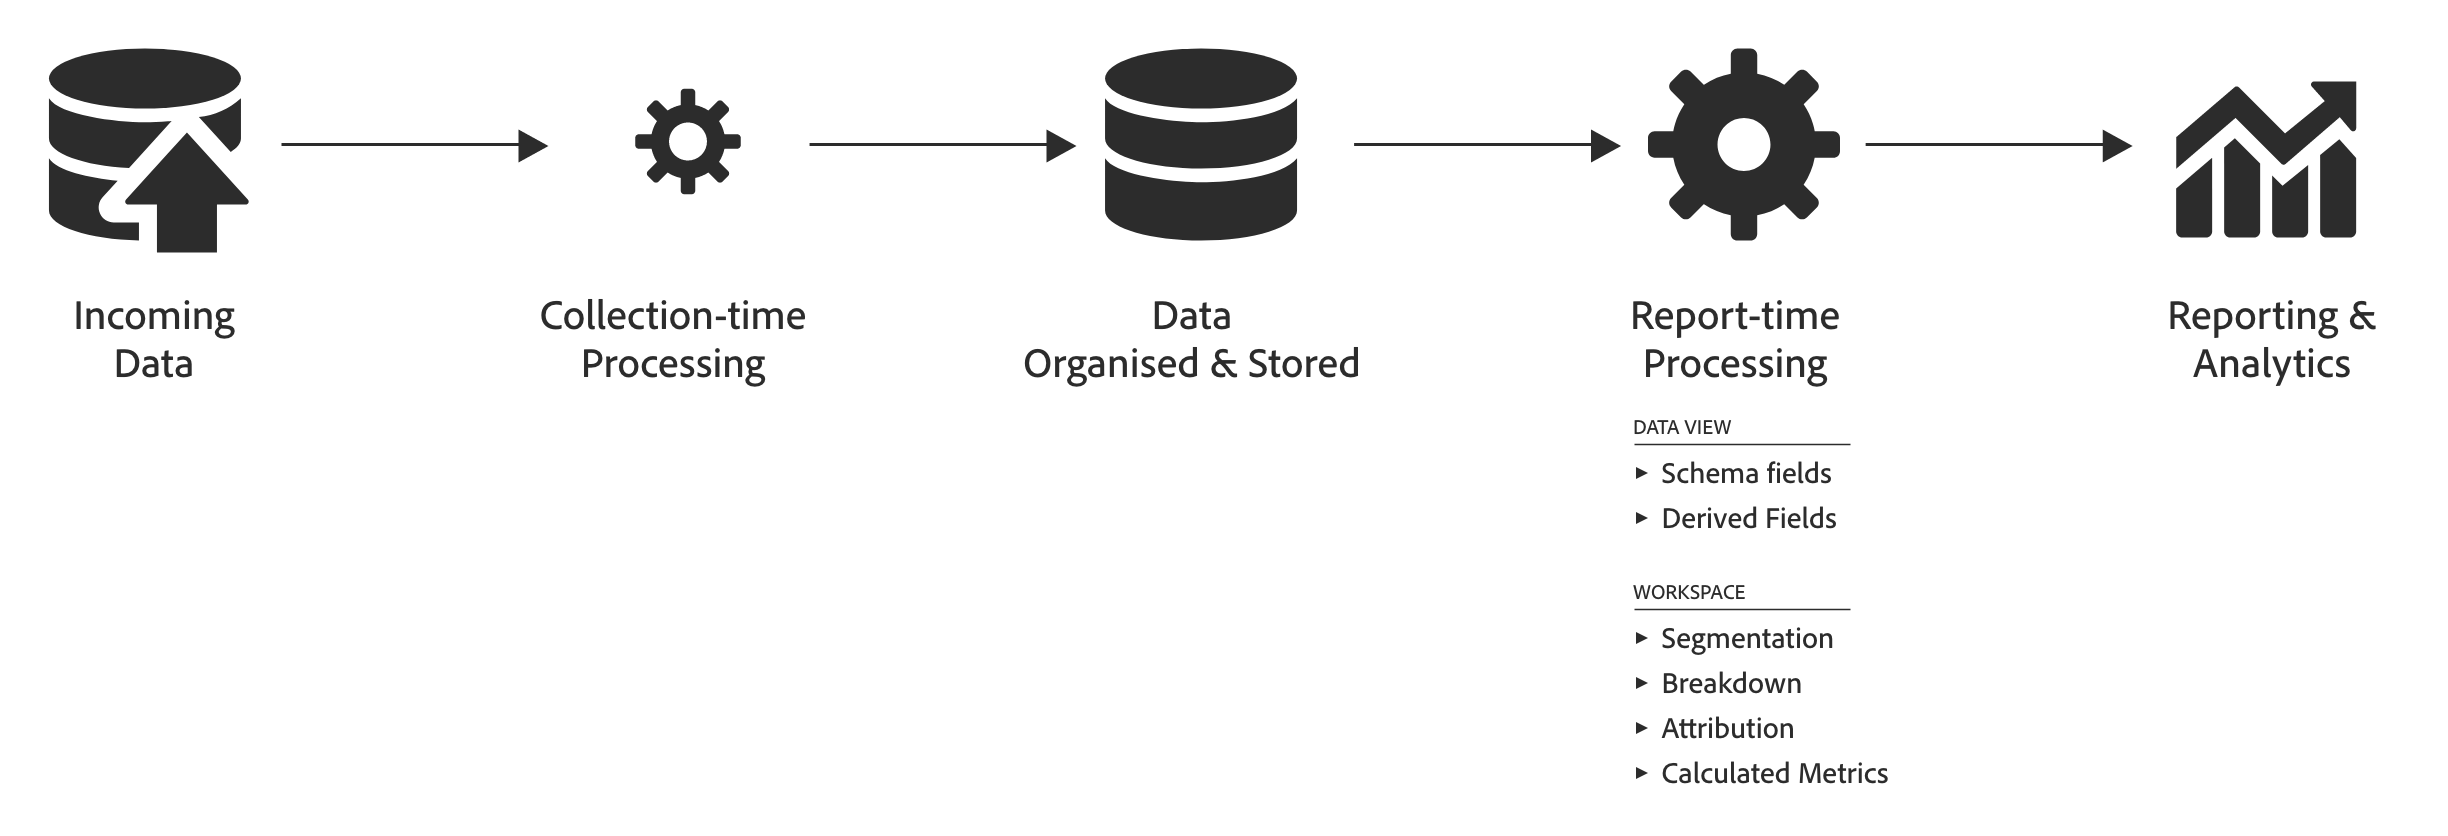 Incoming
Data
Collection-time
Processing
Data
Organised & Stored
Report-time
Processing
Reporting &
Analytics
DATA VIEW
Schema fields
Derived Fields
WORKSPACE
Segmentation
Breakdown
Attribution
Calculated Metrics